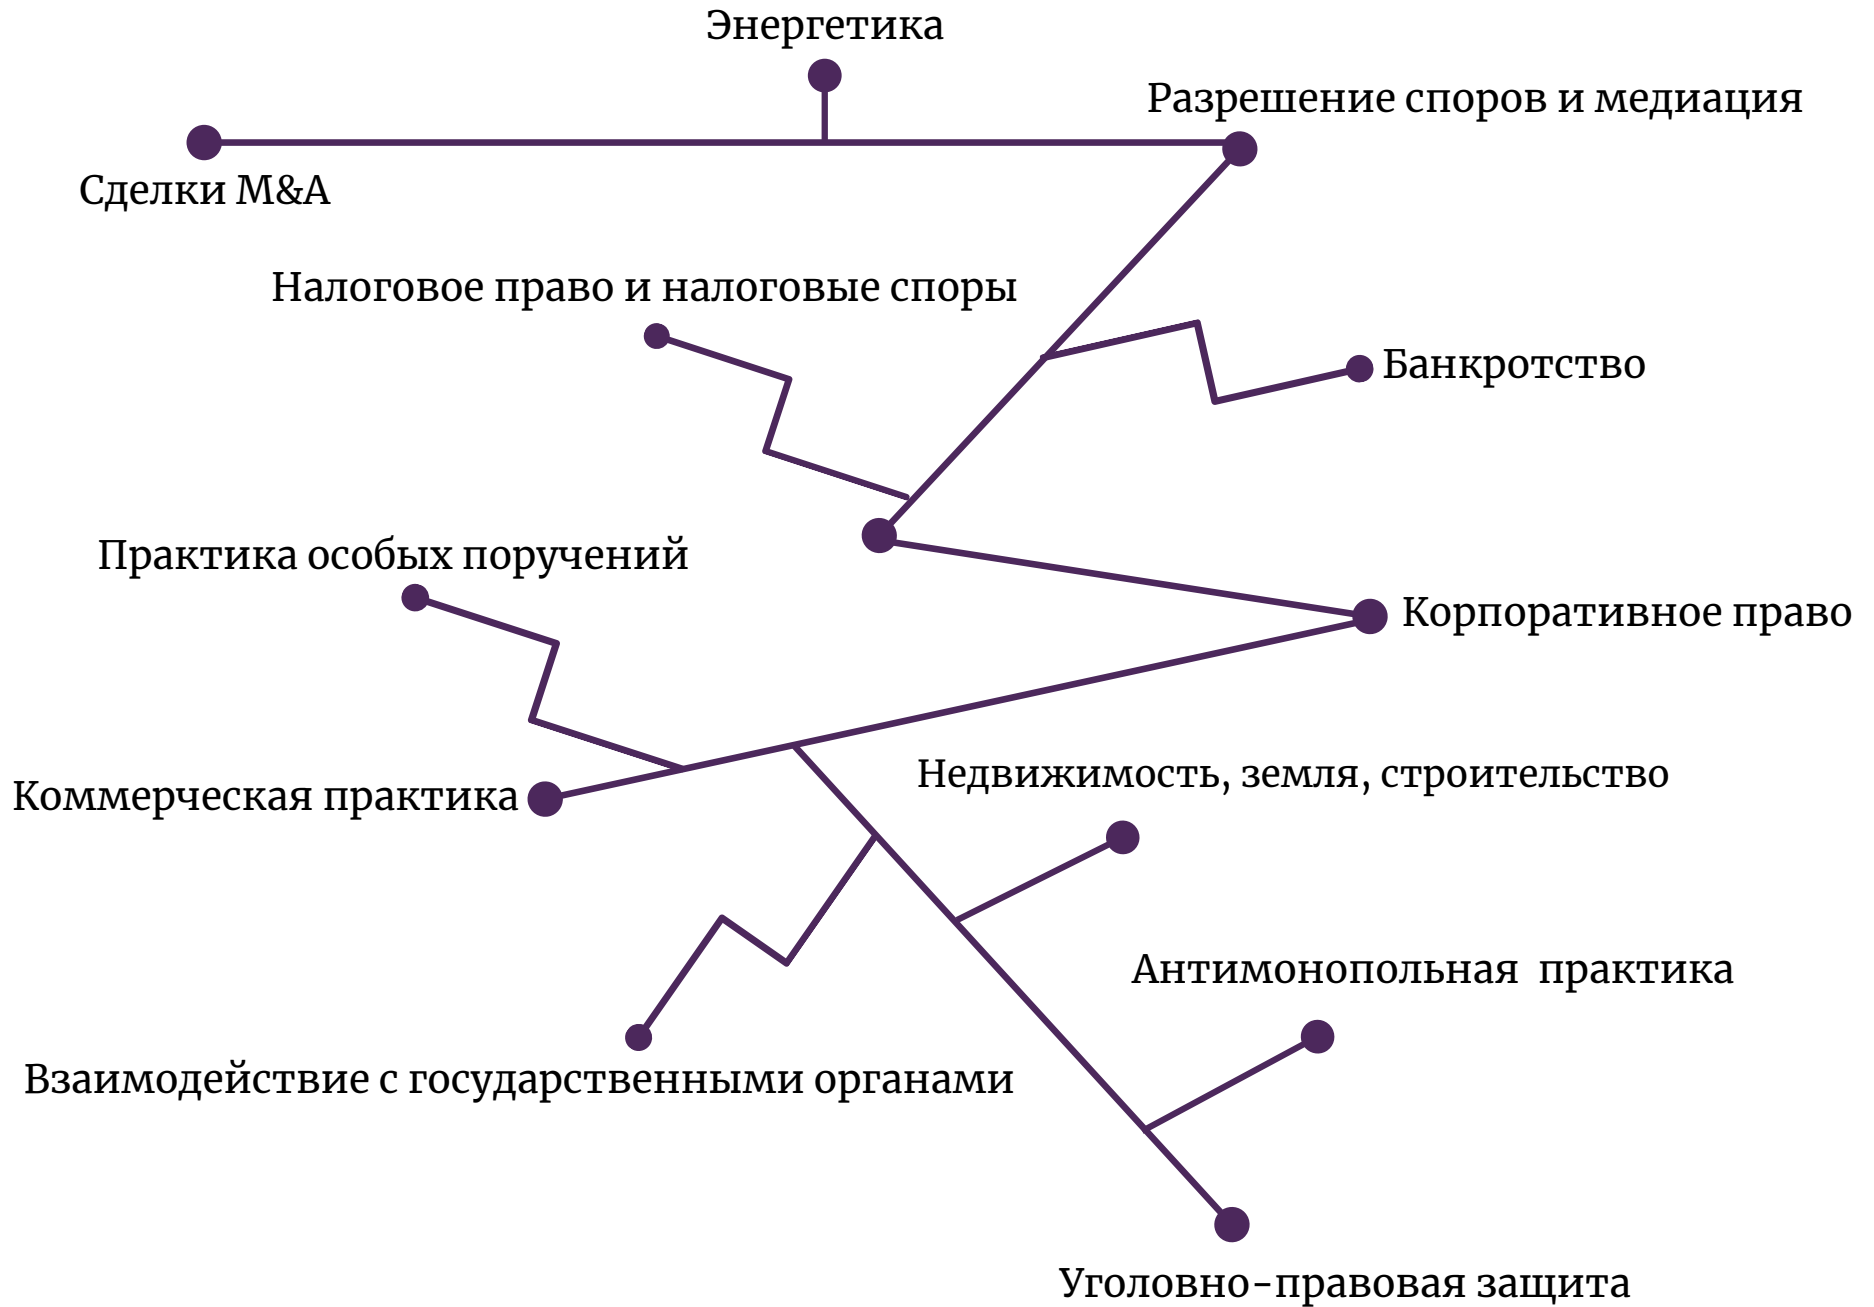 Энергетика
Разрешение споров и медиация
Сделки М&А
Налоговое право и налоговые споры
Банкротство
Практика особых поручений
Корпоративное право
Недвижимость, земля, строительство
Коммерческая практика
Антимонопольная практика
Взаимодействие с государственными органами
Уголовно-правовая защита